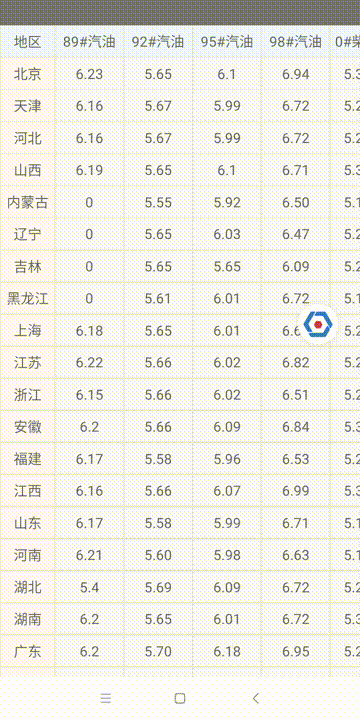 地区 89#汽油 92#汽油 95#汽油 98#汽油 0#
北京 6.23 5.65 6.1 6.94 5.3
天津 6.16 5.67 5.99 6.72 5.2
河北 6.16 5.67 5.99 6.72 5.2
山西 6.19 5.65 6.1 6.71 5.3
内蒙古 0 5.55 5.92 6.50 5.1
辽宁 0 5.65 6.03 6.47 5.2
吉林 0 5.65 5.65 6.09 5.2
黑龙江 0 5.61 6.01 6.72 5.1
上海 6.18 5.65 6.01 6.6 5.2
江苏 6.22 5.66 6.02 6.82 5.2
浙江 6.15 5.66 6.02 6.51 5.2
安徽 6.2 5.66 6.09 6.84 5.3
福建 6.17 5.58 5.96 6.53 5.2
江西 6.16 5.66 6.07 6.99 5.3
山东 6.17 5.58 5.99 6.71 5.1
河南 6.21 5.60 5.98 6.63 5.1
湖北 5.4 5.69 6.09 6.72 5.2
湖南 6.2 5.65 6.01 6.72 5.3
广东 6.2 5.70 6.18 6.95 5.2